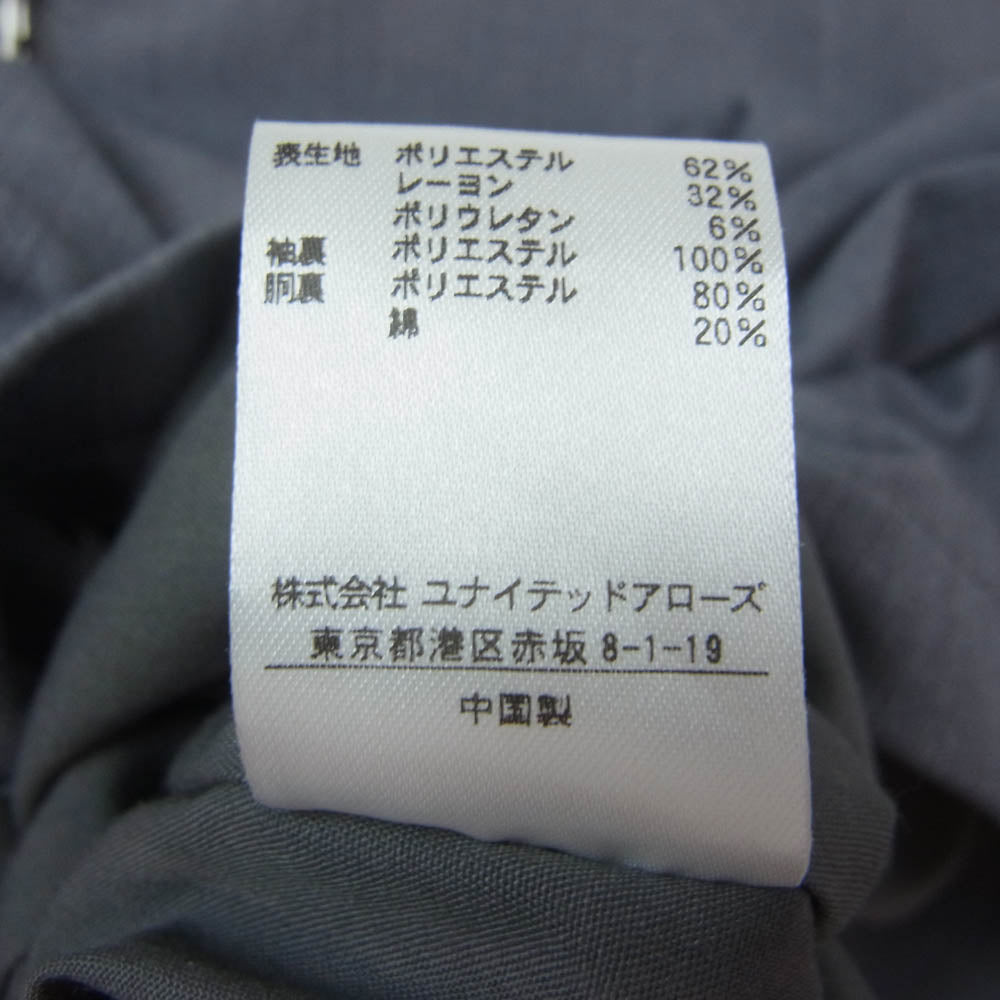 表生地 ポリエステル 62%
レーヨン 32%
ポリウレタン 6%
袖裏 ポリエステル 100%
胴裏 ポリエステル 80%
綿 20%
株式会社 ユナイテッドアローズ
東京都港区赤坂 8-1-19
中国製